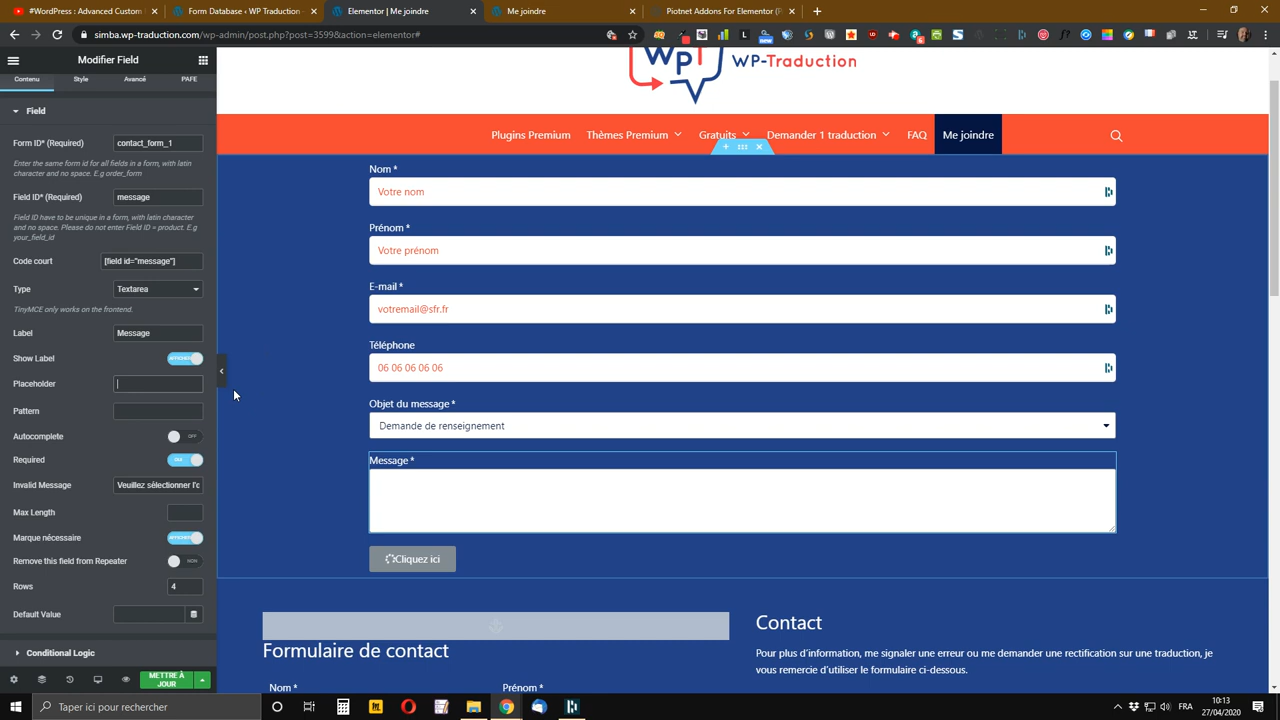 #WordPress : Annonce d
Form Database - WP Traduction
Elementor | Me Joindre
Me Joindre
Piotnet Addons For Elementor (P
simba.wp-traduction.com/wp-admin/post.php?post=3599&action=elementor#
Modifier Field
Contenu Style Avancé PAFE
Field
Form ID* (Required) contact_form_1
Enter the same form id for all fields in a form, with latin
character and no space. E.g order_form
Field ID* (Required) message
Field ID have to be unique in a form, with latin character
and no space. Please do not enter Field ID = product. E.g
your_field_id
Code court [field id="message"]
Type Textarea
TinyMCE only works on the frontend.
Label Message
Show Label AFFICHER
Placeholder
Pattern
Autocomplete OFF
Required OUI
Invalid Message Veuillez sélectionner l'o
Max Length
Marque nécessaire AFFICHER
Remove this field from Repeater NON
Rows 4
Default Value
Conditional Logic
METTRE À
JOUR
WPT WP-Traduction
Plugins Premium Thèmes Premium Gratuits Demander 1 traduction FAQ Me joindre
Nom *
Votre nom
Prénom *
Votre prénom
E-mail *
votremail@sfr.fr
Téléphone
06 06 06 06 06
Objet du message *
Demande de renseignement
Message *
Cliquez ici
Formulaire de contact
Nom * Prénom *
Contact
Pour plus d'information, me signaler une erreur ou me demander une rectification sur une traduction, je
vous remercie d'utiliser le formulaire ci-dessous.
Taper ici pour rechercher
FRA
10:13
27/04/2020